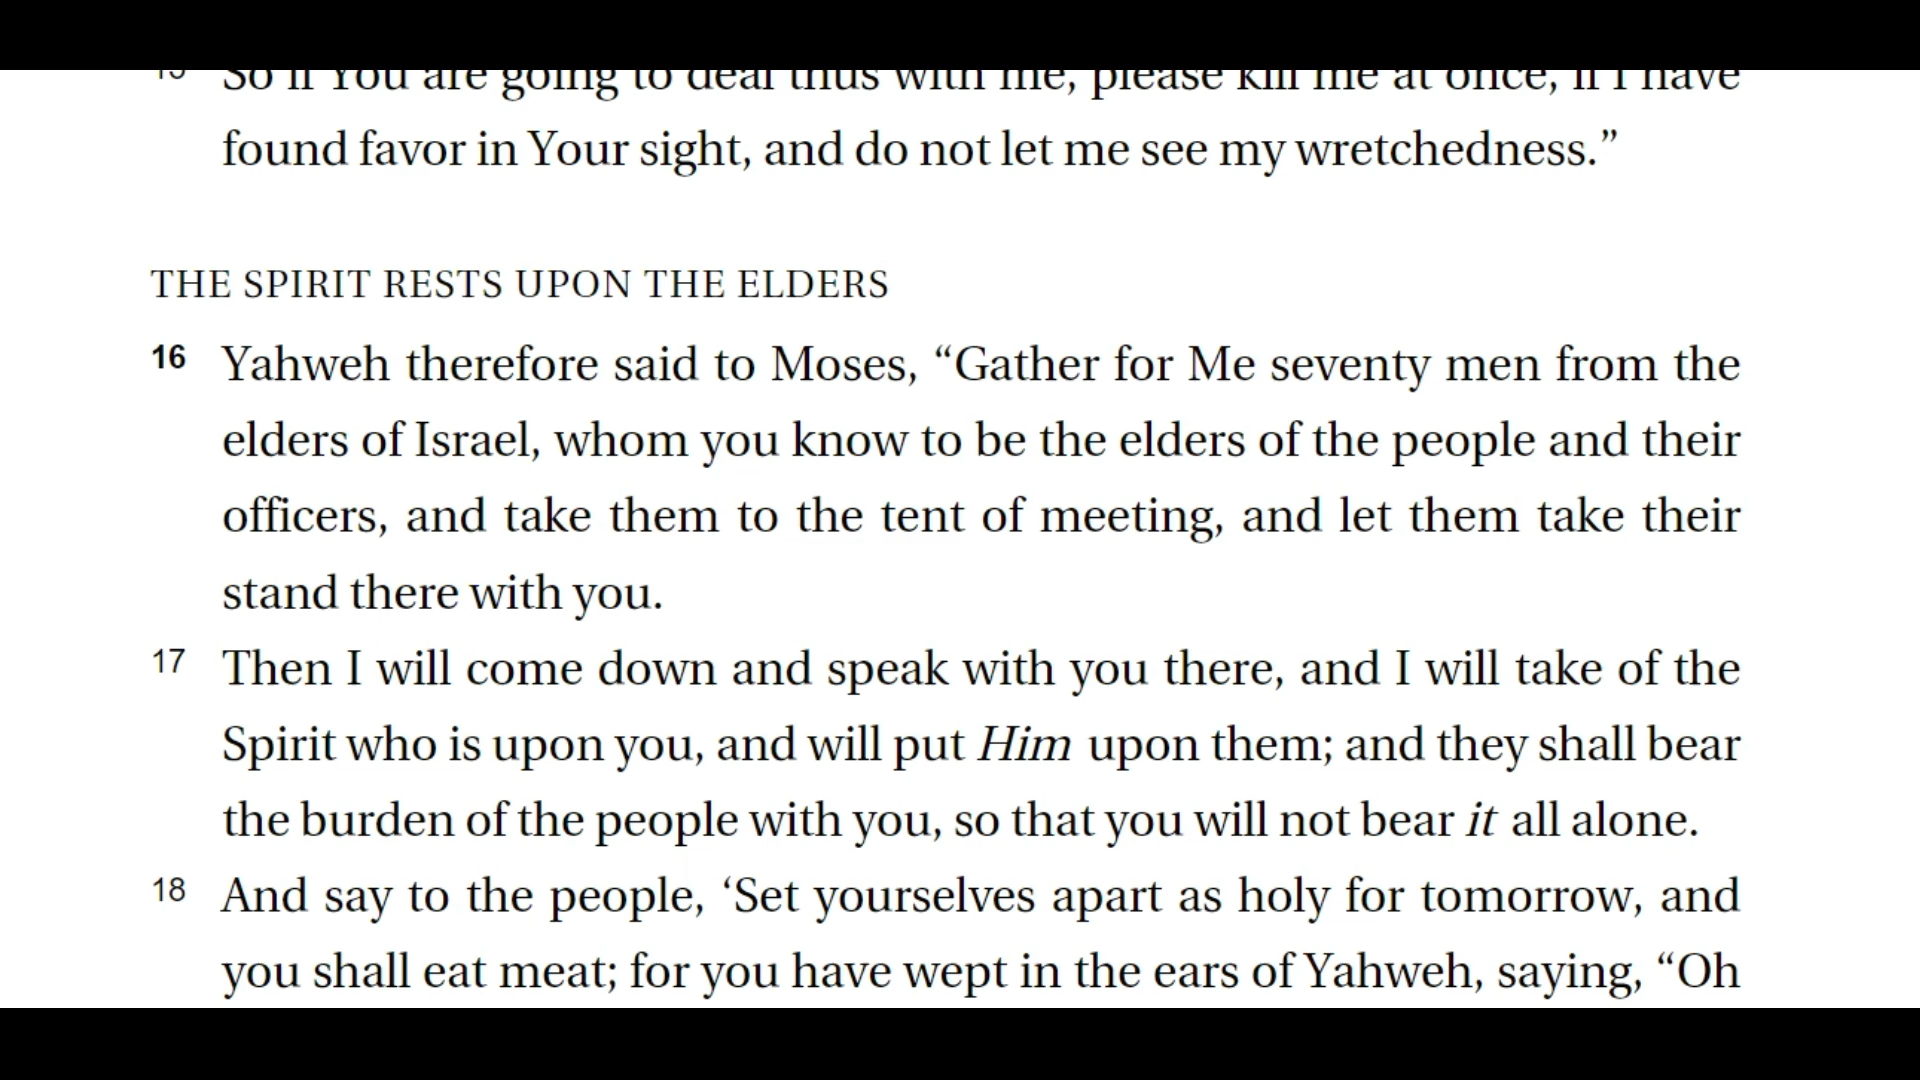 15 So if You are going to deal thus with me, please kill me at once, if I have
found favor in Your sight, and do not let me see my wretchedness.”
THE SPIRIT RESTS UPON THE ELDERS
16 Yahweh therefore said to Moses, “Gather for Me seventy men from the
elders of Israel, whom you know to be the elders of the people and their
officers, and take them to the tent of meeting, and let them take their
stand there with you.
17 Then I will come down and speak with you there, and I will take of the
Spirit who is upon you, and will put Him upon them; and they shall bear
the burden of the people with you, so that you will not bear it all alone.
18 And say to the people, ‘Set yourselves apart as holy for tomorrow, and
you shall eat meat; for you have wept in the ears of Yahweh, saying, “Oh